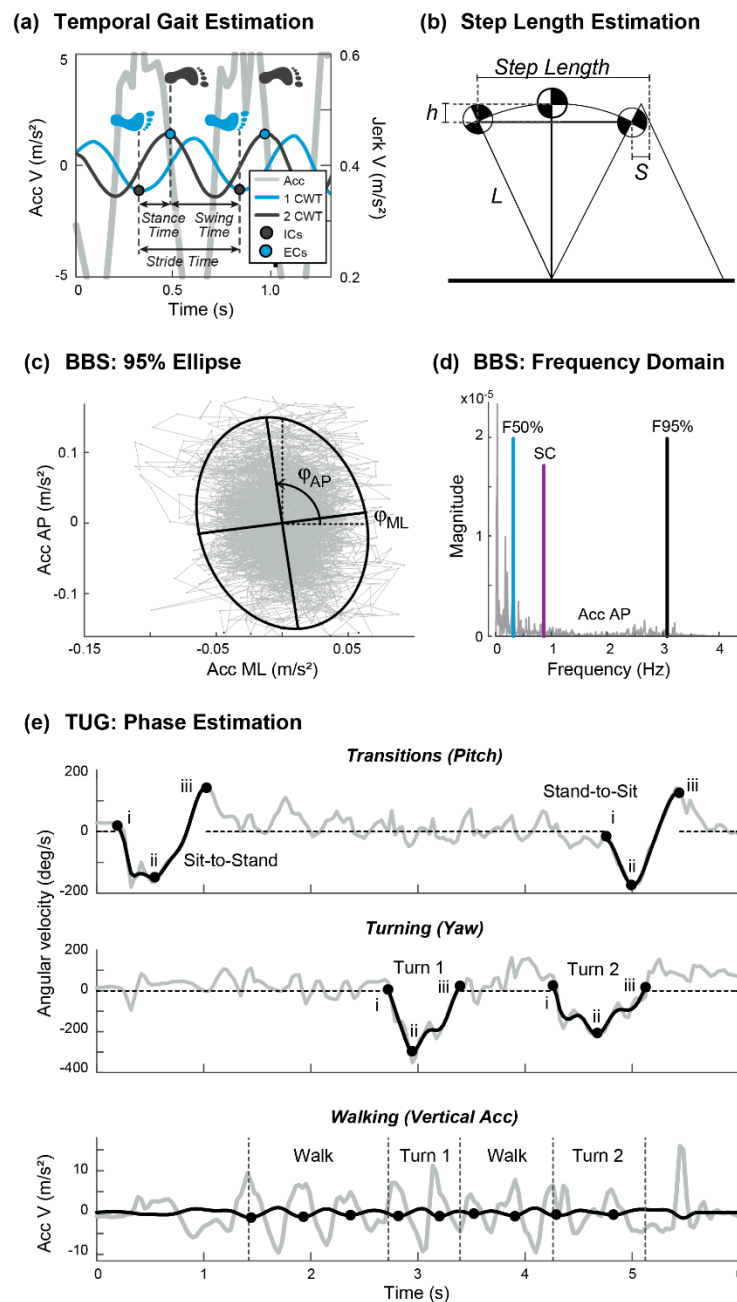 (a) Temporal Gait Estimation
5
0
-5
Acc V (m/s²)
0.6
0.4
0.2
Jerk V (m/s²)
Stance Time
Swing Time
Stride Time
Acc
1 CWT
2 CWT
ICs
ECs
0
0.5
1.0
Time (s)
(b) Step Length Estimation
Step Length
h
L
S
(c) BBS: 95% Ellipse
0.1
0
-0.1
Acc AP (m/s²)
φAP
φML
-0.15
-0.05
0.05
Acc ML (m/s²)
(d) BBS: Frequency Domain
x10⁻⁵
2
1
0
Magnitude
F50%
SC
F95%
Acc AP
0
1
2
3
4
Frequency (Hz)
(e) TUG: Phase Estimation
Transitions (Pitch)
200
0
-200
i
ii
iii
Sit-to-Stand
Stand-to-Sit
i
ii
iii
Angular velocity (deg/s)
Turning (Yaw)
200
0
-200
-400
Turn 1
i
ii
iii
Turn 2
i
ii
iii
Walking (Vertical Acc)
10
0
-10
Acc V (m/s²)
Walk
Turn 1
Walk
Turn 2
0
1
2
3
4
5
Time (s)